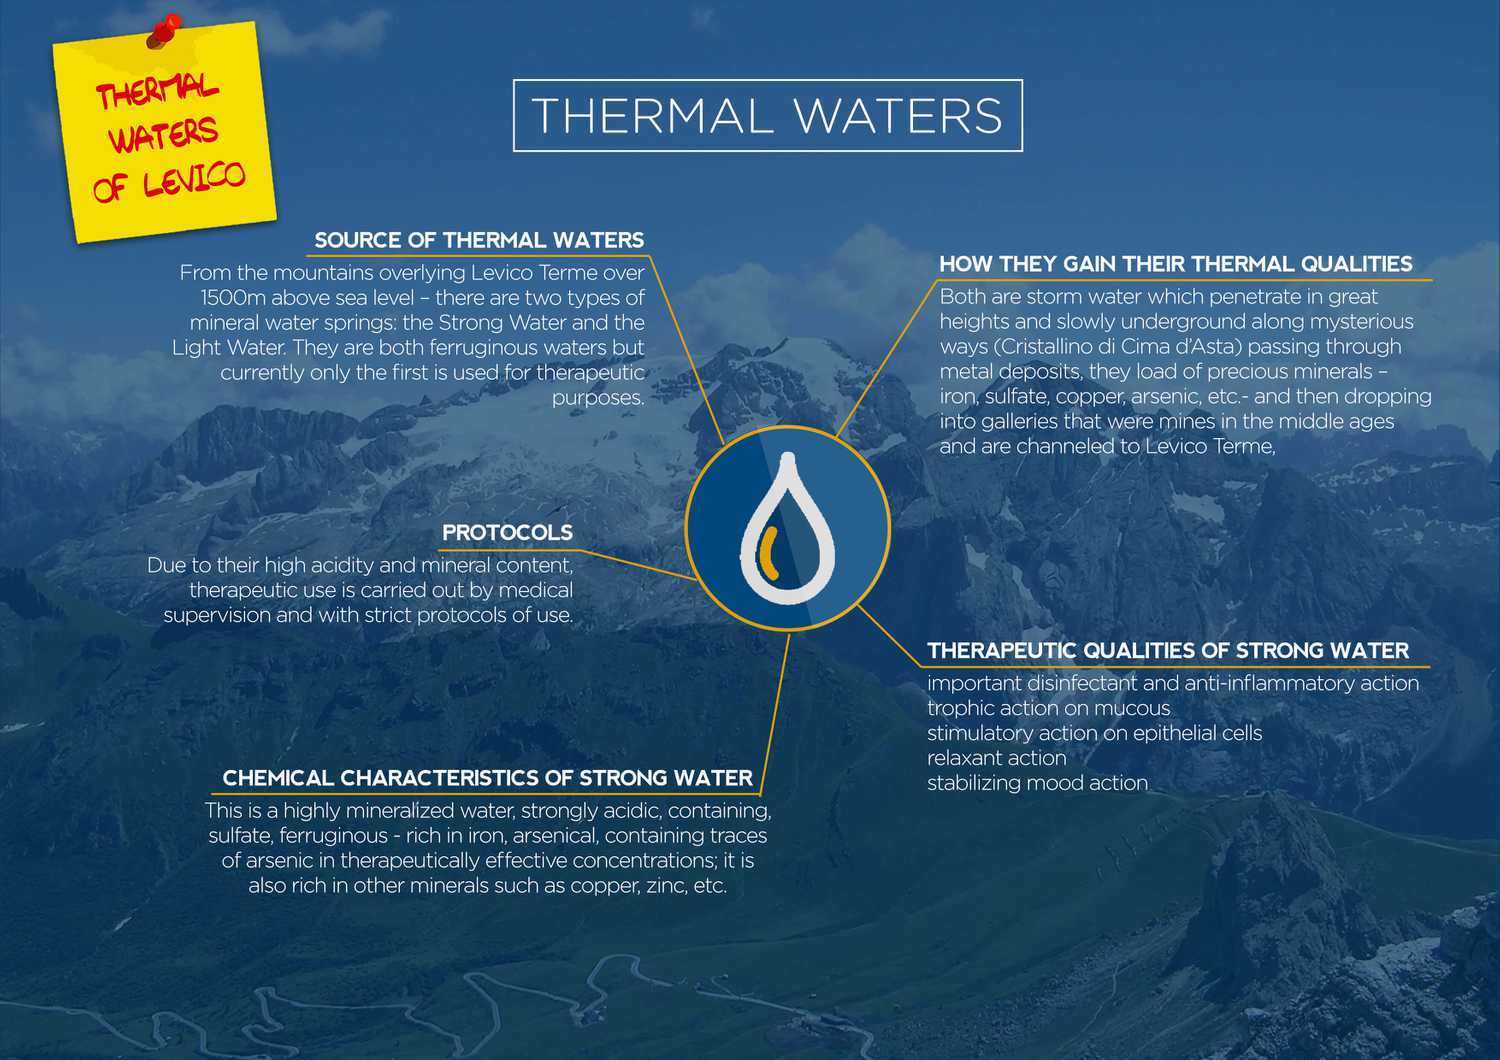 THERMAL
WATERS
OF LEVICO
THERMAL WATERS
SOURCE OF THERMAL WATERS
From the mountains overlying Levico Terme over
1500m above sea level – there are two types of
mineral water springs: the Strong Water and the
Light Water. They are both ferruginous waters but
currently only the first is used for therapeutic
purposes.
HOW THEY GAIN THEIR THERMAL QUALITIES
Both are storm water which penetrate in great
heights and slowly underground along mysterious
ways (Cristallino di Cima d'Asta) passing through
metal deposits, they load of precious minerals –
iron, sulfate, copper, arsenic, etc.- and then dropping
into galleries that were mines in the middle ages
and are channeled to Levico Terme,
PROTOCOLS
Due to their high acidity and mineral content,
therapeutic use is carried out by medical
supervision and with strict protocols of use.
THERAPEUTIC QUALITIES OF STRONG WATER
important disinfectant and anti-inflammatory action
trophic action on mucous
stimulatory action on epithelial cells
relaxant action
stabilizing mood action
CHEMICAL CHARACTERISTICS OF STRONG WATER
This is a highly mineralized water, strongly acidic, containing,
sulfate, ferruginous - rich in iron, arsenical, containing traces
of arsenic in therapeutically effective concentrations; it is
also rich in other minerals such as copper, zinc, etc.